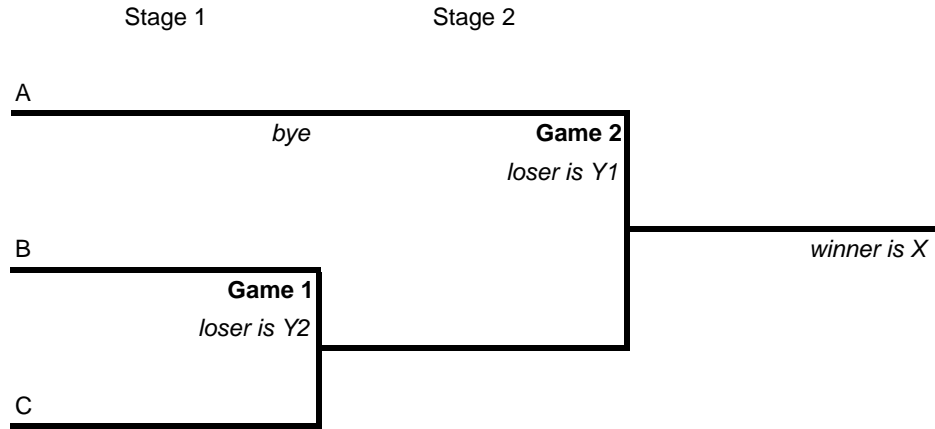 Stage 1
Stage 2
A
bye
Game 2
loser is Y1
B
winner is X
Game 1
loser is Y2
C